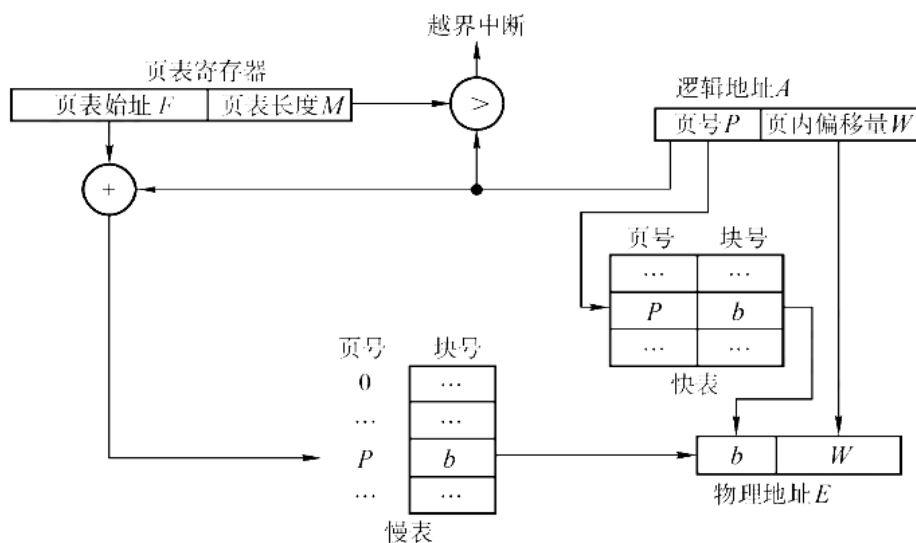 越界中断
页表寄存器
页表始址F 页表长度M
>
逻辑地址A
页号P 页内偏移量W
+
页号 块号
… …
P b
… …
快表
页号 块号
0 …
… …
P b
… …
慢表
b W
物理地址E